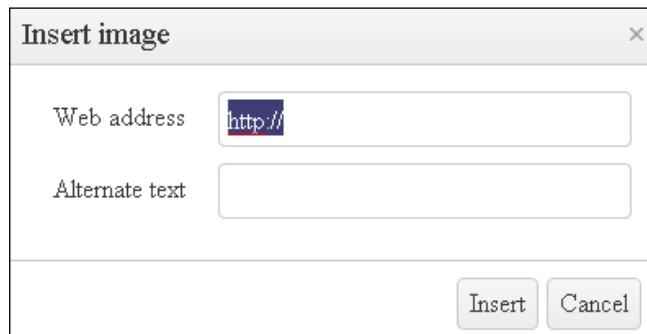 Insert image ×
Web address http://
Alternate text
Insert Cancel